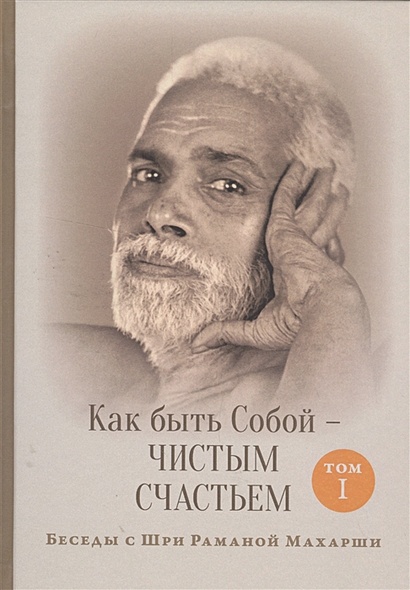 Как быть Собой –
ЧИСТЫМ
СЧАСТЬЕМ
ТОМ
I
Беседы с Шри Раманой Махарши